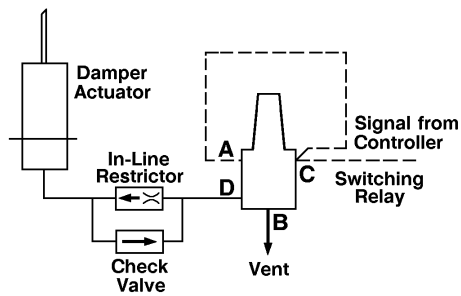 Damper
Actuator
Signal from
Controller
A
C
In-Line
Restrictor
Switching
Relay
D
B
Check
Valve
Vent